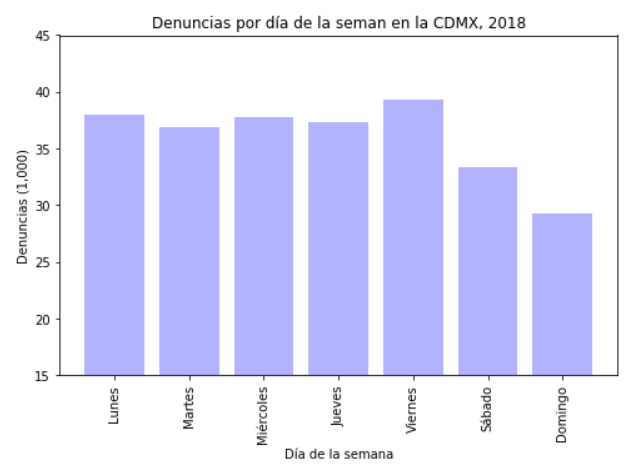 Denuncias por día de la seman en la CDMX, 2018
45
40
35
30
25
20
15
Denuncias (1,000)
Lunes
Martes
Miércoles
Jueves
Viernes
Sábado
Domingo
Día de la semana